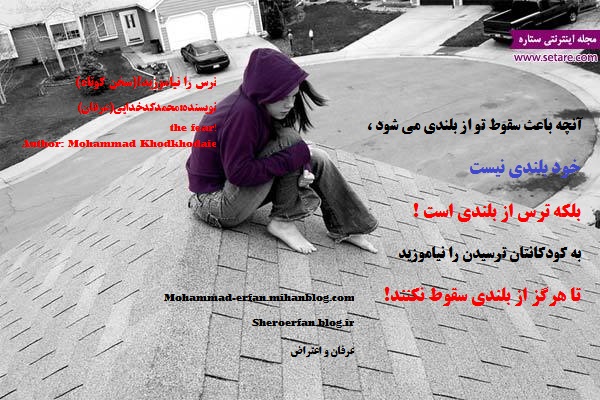 مجله اینترنتی ستاره
www.setare.com
ترس را نیاموزید!(سخن کوتاه)
نویسنده:محمدکدخدایی(عرفان)
the fear!
Author: Mohammad Khodkhodaie
آنچه باعث سقوط تو از بلندی می شود ،
خود بلندی نیست
بلکه ترس از بلندی است !
به کودکانتان ترسیدن را نیاموزید
تا هرگز از بلندی سقوط نکنند!
Mohammad-erfan.mihanblog.com
Sheroerfan.blog.ir
عرفان و اعتراض